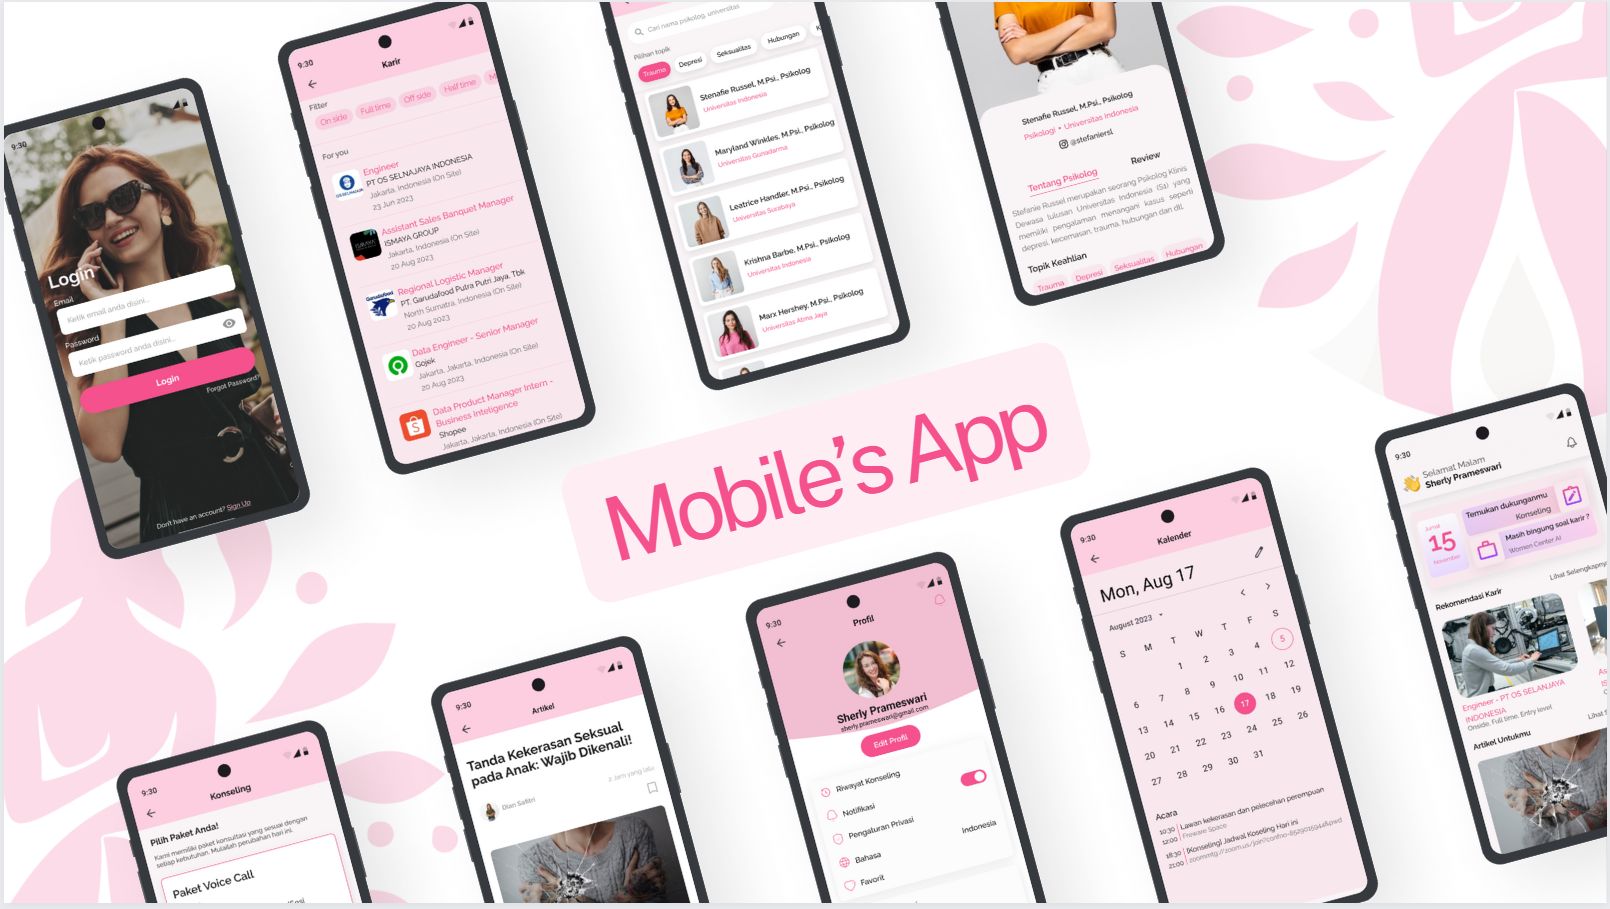 9:30
Login
Email
Ketik email anda disini..
Password
Ketik password anda disini..
Login
Forgot Password?
Don't have an account? Sign Up
9:30
Karir
Filter
On side
Full time
Off side
Half time
M
For you
Engineer
PT OS SELNAJAYA INDONESIA
Jakarta, Indonesia (On Site)
23 Jun 2023
Assistant Sales Banquet Manager
ISMAYA GROUP
Jakarta, Indonesia (On Site)
20 Aug 2023
Garudafood
Regional Logistic Manager
PT. Garudafood Putra Putri Jaya. Tbk
North Sumatra, Indonesia (On Site)
20 Aug 2023
Data Engineer - Senior Manager
Gojek
Jakarta, Jakarta, Indonesia (On Site)
20 Aug 2023
Data Product Manager Intern -
Business Inteligence
Shopee
Jakarta, Jakarta, Indonesia (On Site)
Cari nama psikolog, universitas
Pilihan topik
Trauma
Depresi
Seksualitas
Hubungan
Stenafie Russel, M.Psi., Psikolog
Universitas Indonesia
Maryland Winkles, M.Psi., Psikolog
Universitas Gunadarma
Leatrice Handler, M.Psi., Psikolog
Universitas Surabaya
Krishna Barbe, M.Psi., Psikolog
Universitas Indonesia
Marx Hershey, M.Psi., Psikolog
Universitas Atma Jaya
Stenafie Russel, M.Psi., Psikolog
Psikologi • Universitas Indonesia
@stefaniersl
Tentang Psikolog
Review
Stefanie Russel merupakan seorang Psikolog Klinis
Dewasa lulusan Universitas Indonesia (S1) yang
memiliki pengalaman menangani kasus seperti
depresi, kecemasan, trauma, hubungan dan dll.
Topik Keahlian
Trauma
Depresi
Seksualitas
Hubungan
Mobile's App
9:30
Konseling
Pilih Paket Anda!
Kami memiliki paket konsultasi yang sesuai dengan
setiap kebutuhan. Mulailah perubahan hari ini.
Paket Voice Call
9:30
Artikel
Tanda Kekerasan Seksual
pada Anak: Wajib Dikenali!
2 Jam yang lalu
Dian Safitri
9:30
Profil
Sherly Prameswari
sherly.prameswari@gmail.com
Edit Profil
Riwayat Konseling
Notifikasi
Pengaluran Privasi
Bahasa
Indonesia
Favorit
9:30
Kalender
Mon, Aug 17
August 2023
S M T W T F S
1 2 3 4 5
6 7 8 9 10 11 12
13 14 15 16 17 18 19
20 21 22 23 24 25 26
27 28 29 30 31
Acara
10:30 Lawan kekerasan dan pelecehan perempuan
12:00 Freware Space
18:30 [Konseling] Jadwal Koseling Hari ini
21:00
9:30
Selamat Malam
Sherly Prameswari
Jumat
15
November
Temukan dukunganmu
Konseling
Masih bingung soal karir ?
Women Center AI
Rekomendasi Karir
Lihat Selengkapnya
Engineer - PT OS SELANJAYA
INDONESIA
Onside, Full time, Entry level
Artikel Untukmu
Lihat S